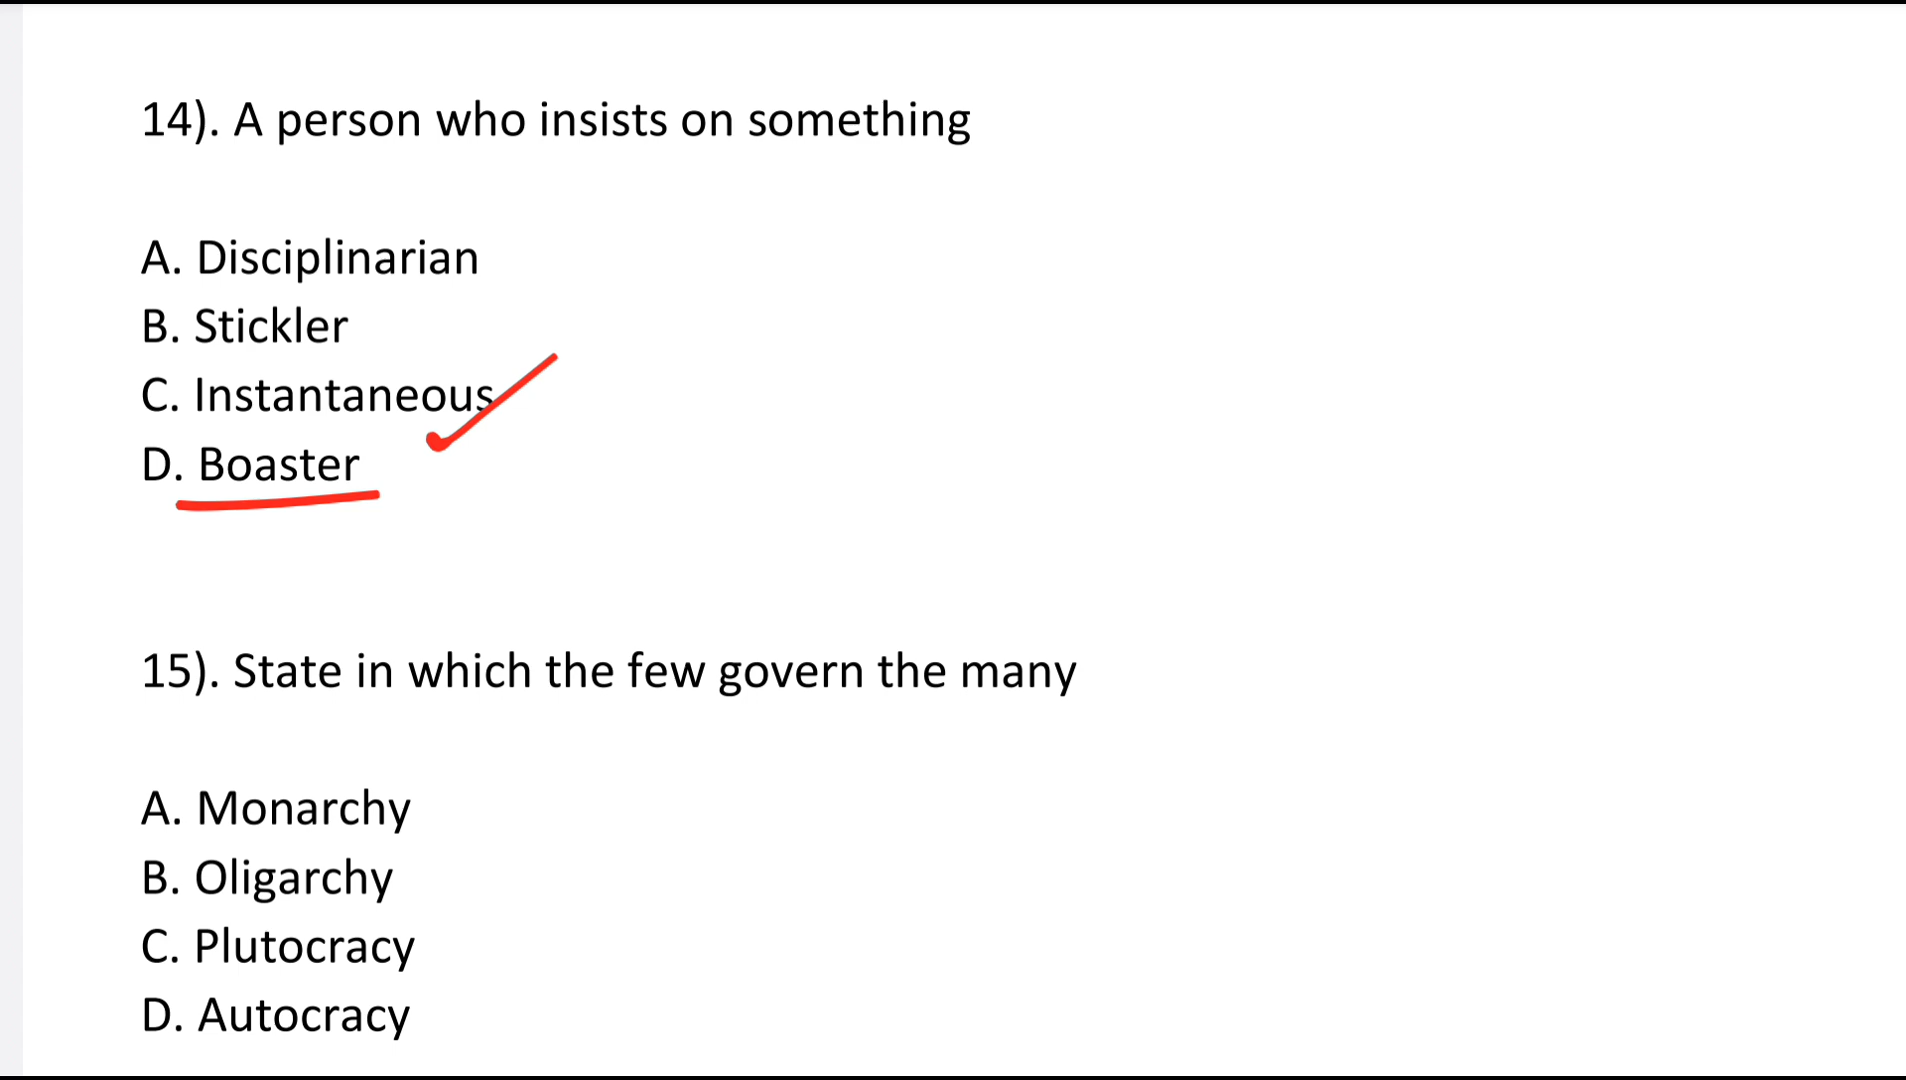 14). A person who insists on something
A. Disciplinarian
B. Stickler
C. Instantaneous
D. Boaster
15). State in which the few govern the many
A. Monarchy
B. Oligarchy
C. Plutocracy
D. Autocracy